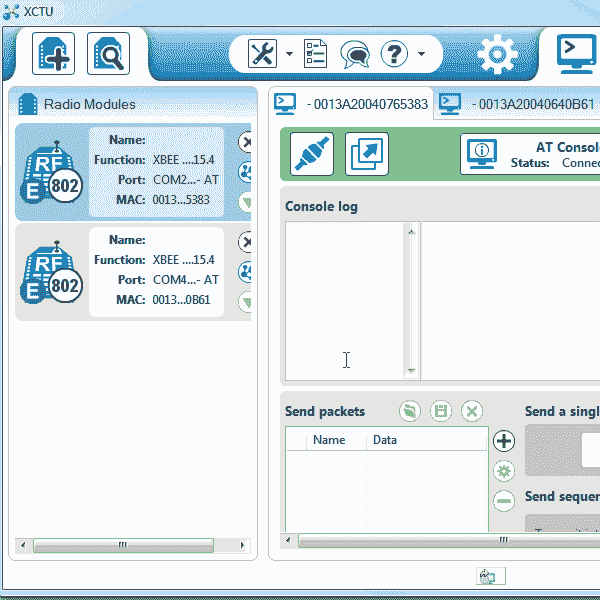 XCTU
Radio Modules
- 0013A20040765383
- 0013A20040640B61
RF
E
802
Name:
Function: XBEE ....15.4
Port: COM2...- AT
MAC: 0013...5383
RF
E
802
Name:
Function: XBEE ....15.4
Port: COM4...- AT
MAC: 0013...0B61
AT Consol
Status: Connec
Console log
Send packets
Name Data
Send a singl
Send sequen